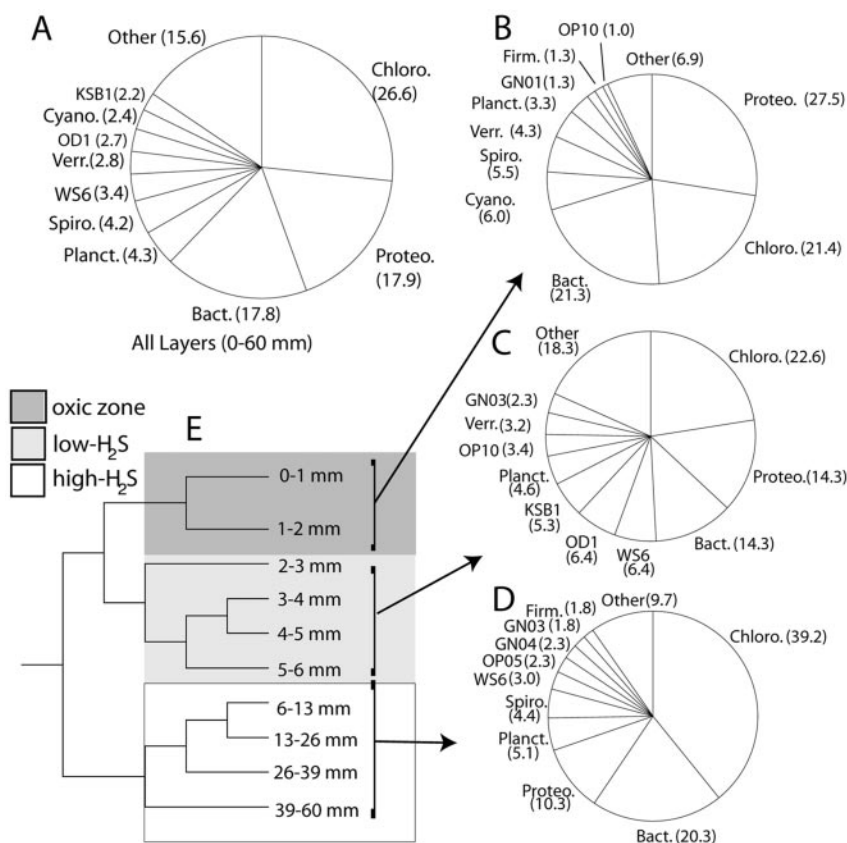 A
Other (15.6)
Chloro.
(26.6)
KSB1(2.2)
Cyano. (2.4)
OD1 (2.7)
Verr.(2.8)
WS6 (3.4)
Spiro. (4.2)
Planct. (4.3)
Proteo.
(17.9)
Bact. (17.8)
All Layers (0-60 mm)
B
OP10 (1.0)
Firm. (1.3)
Other(6.9)
GN01(1.3)
Planct. (3.3)
Verr. (4.3)
Spiro.
(5.5)
Cyano.
(6.0)
Proteo. (27.5)
Chloro. (21.4)
Bact.
(21.3)
C
Other
(18.3)
Chloro. (22.6)
GN03(2.3)
Verr. (3.2)
OP10 (3.4)
Planct.
(4.6)
KSB1
(5.3)
OD1
(6.4)
WS6
(6.4)
Proteo.(14.3)
Bact. (14.3)
D
Firm. (1.8)
Other(9.7)
GN03 (1.8)
GN04 (2.3)
OP05 (2.3)
WS6 (3.0)
Spiro.
(4.4)
Planct.
(5.1)
Proteo.
(10.3)
Chloro. (39.2)
Bact. (20.3)
oxic zone
low-H2S
high-H2S
E
0-1 mm
1-2 mm
2-3 mm
3-4 mm
4-5 mm
5-6 mm
6-13 mm
13-26 mm
26-39 mm
39-60 mm